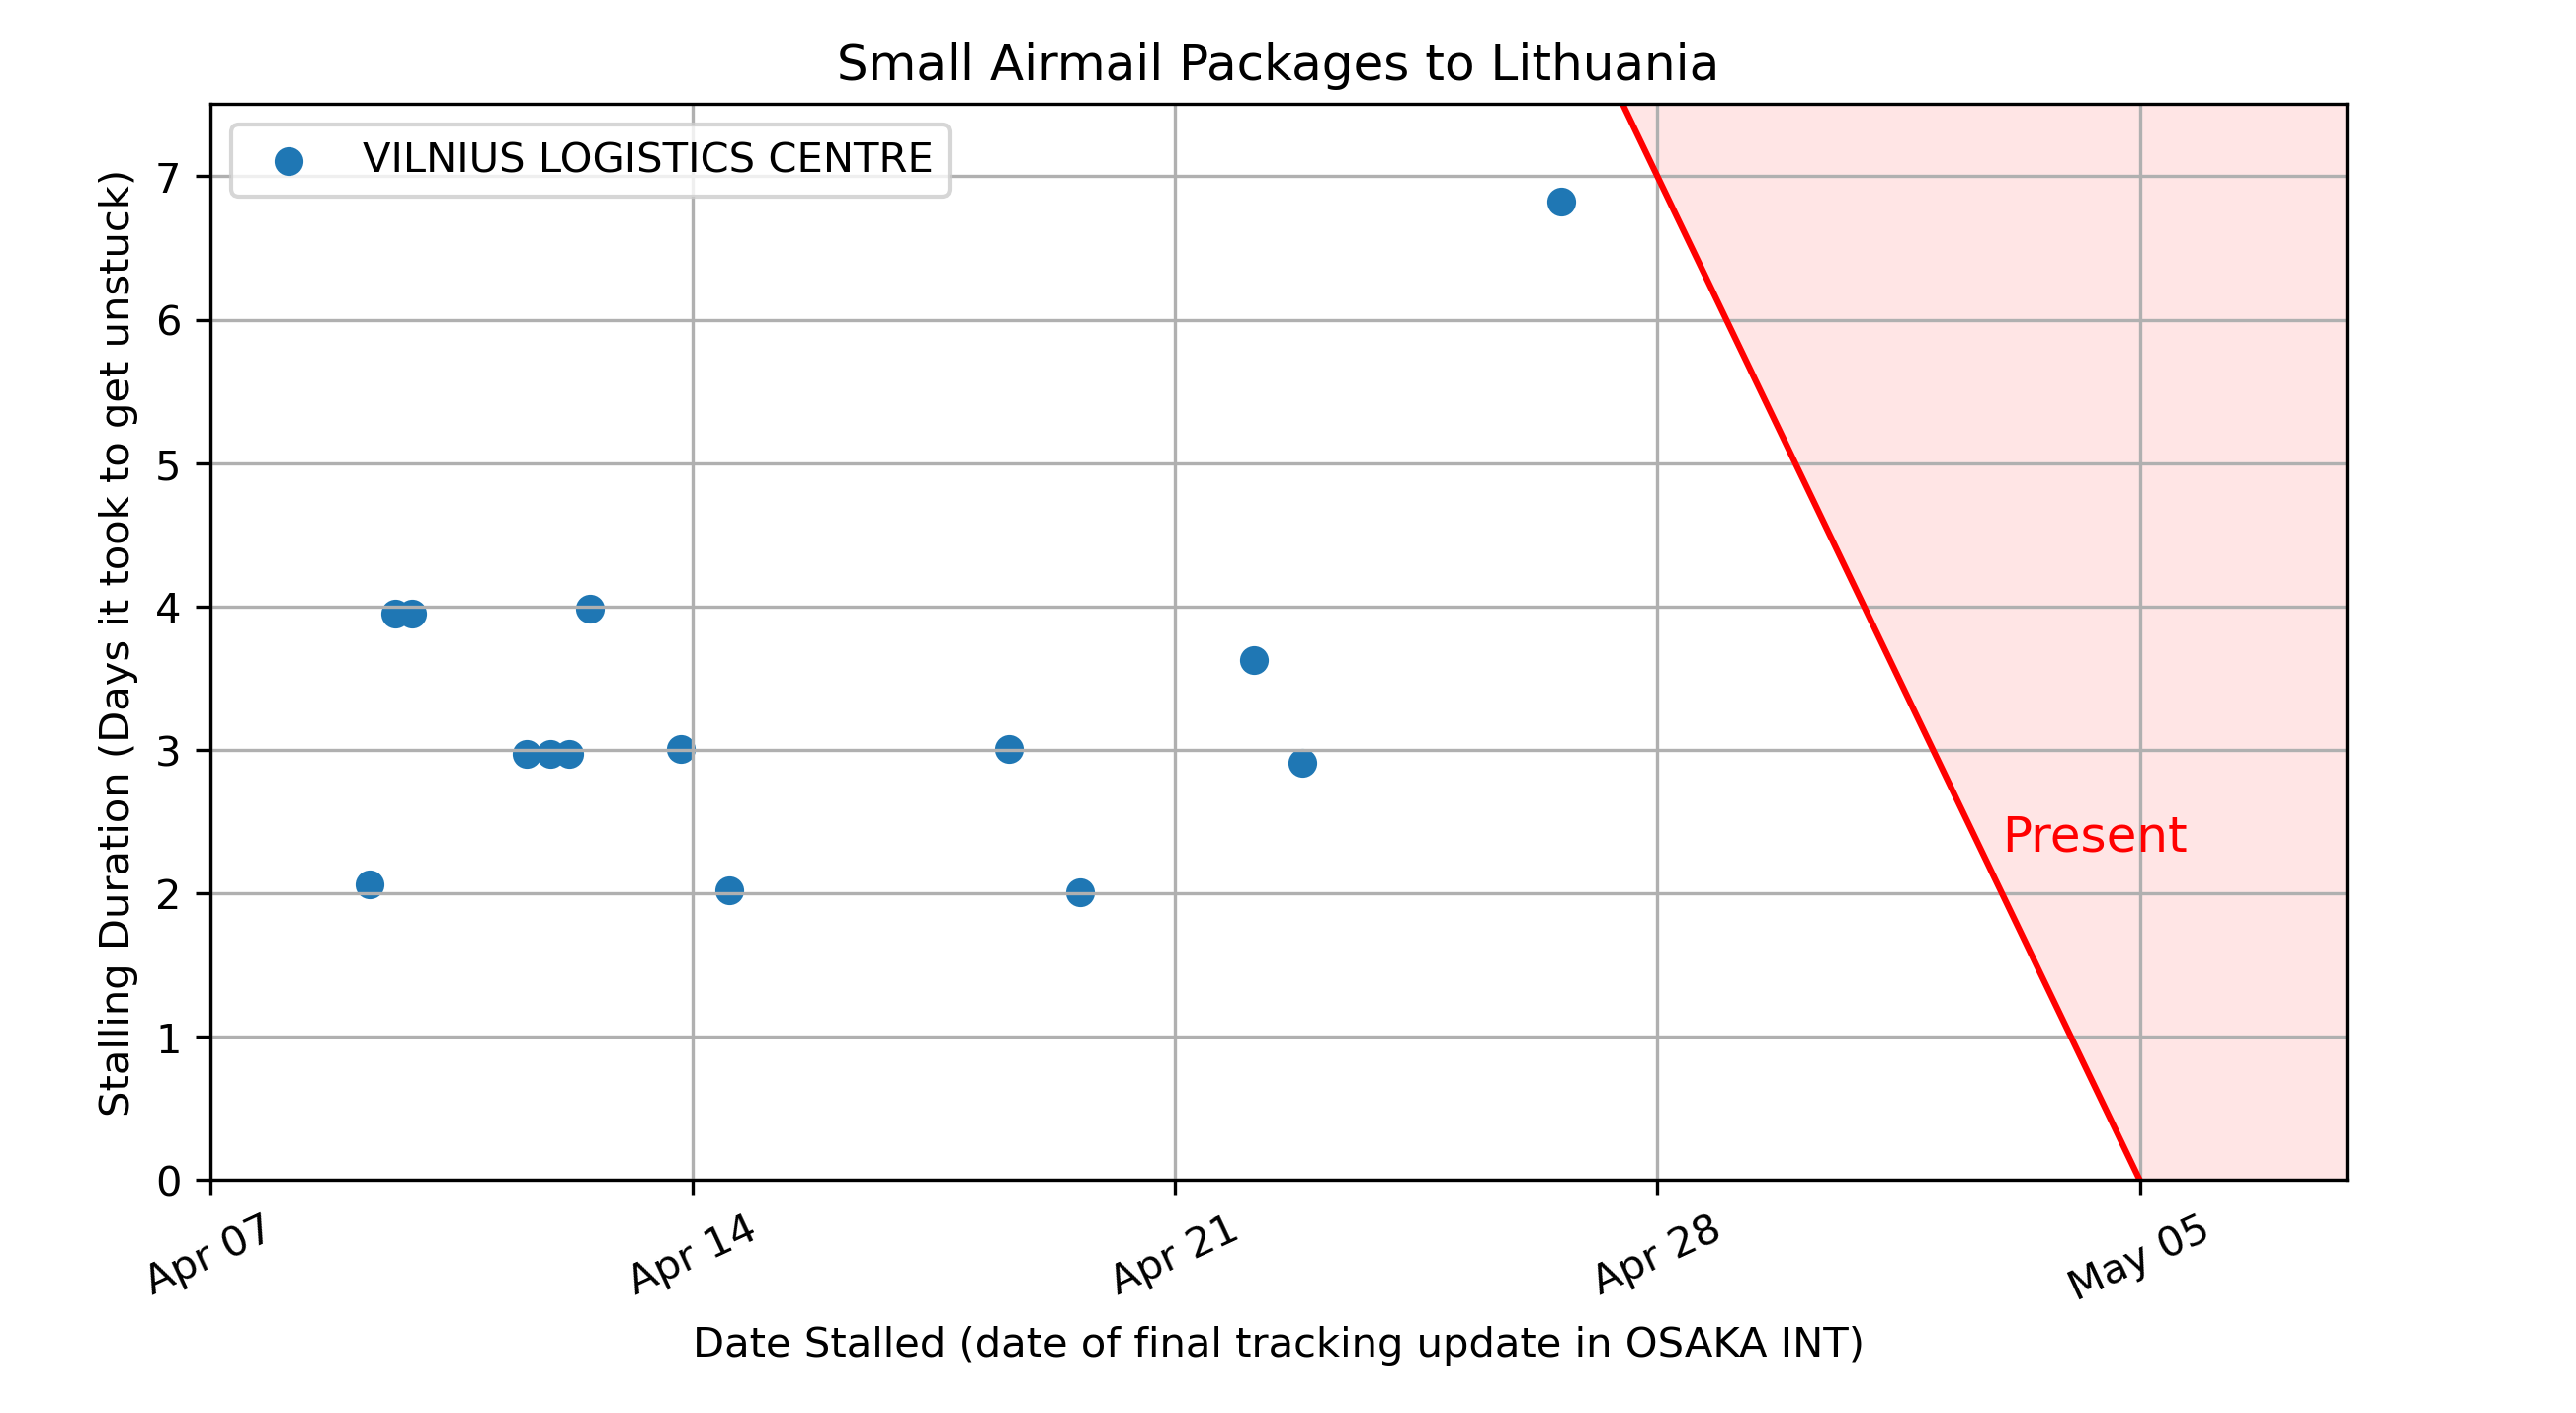 Small Airmail Packages to Lithuania
VILNIUS LOGISTICS CENTRE
Stalling Duration (Days it took to get unstuck)
7
6
5
4
3
2
1
0
Present
Apr 07
Apr 14
Apr 21
Apr 28
May 05
Date Stalled (date of final tracking update in OSAKA INT)